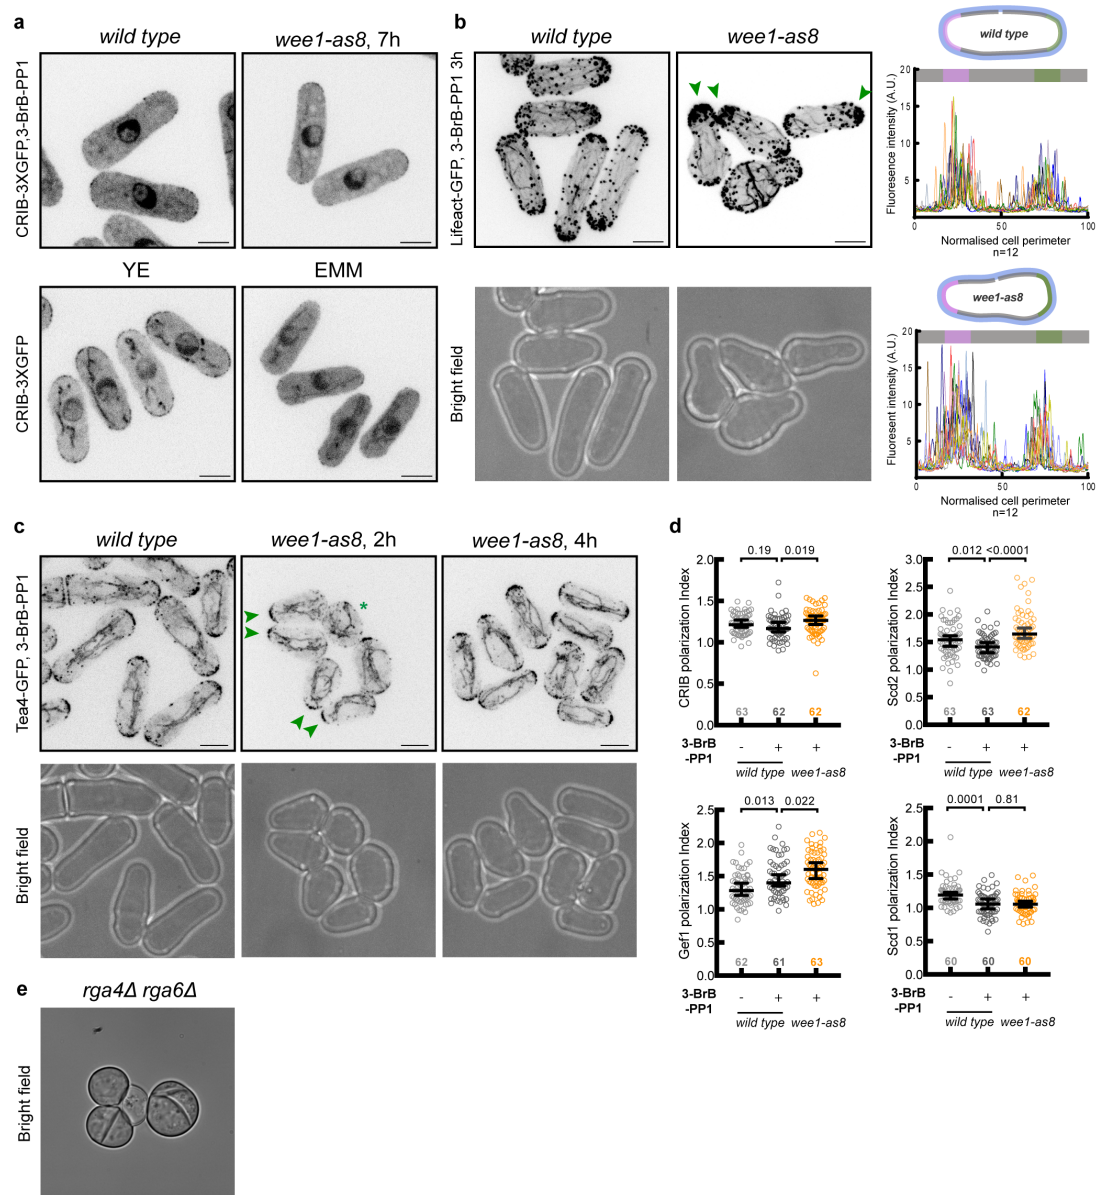 a
wild type
wee1-as8, 7h
CRIB-3XGFP,3-BrB-PP1
YE
EMM
CRIB-3XGFP
b
wild type
wee1-as8
Lifeact-GFP, 3-BrB-PP1 3h
Bright field
wild type
Fluoresence intensity (A.U.)
20
15
10
5
0
50
100
Normalised cell perimeter
n=12
wee1-as8
Fluoresent intensity (A.U.)
20
15
10
5
0
50
100
Normalised cell perimeter
n=12
c
wild type
wee1-as8, 2h
wee1-as8, 4h
Tea4-GFP, 3-BrB-PP1
*
Bright field
d
CRIB polarization Index
2.0
1.5
1.0
0.5
0.0
0.19
0.019
63
62
62
3-BrB
-PP1
- + +
wild type
wee1-as8
Scd2 polarization Index
3.0
2.5
2.0
1.5
1.0
0.5
0.0
0.012
<0.0001
63
63
62
3-BrB
-PP1
- + +
wild type
wee1-as8
Gef1 polarization Index
2.5
2.0
1.5
1.0
0.5
0.0
0.013
0.022
62
61
63
3-BrB
-PP1
- + +
wild type
wee1-as8
Scd1 polarization Index
2.5
2.0
1.5
1.0
0.5
0.0
0.0001
0.81
60
60
60
3-BrB
-PP1
- + +
wild type
wee1-as8
e
rga4Δ rga6Δ
Bright field